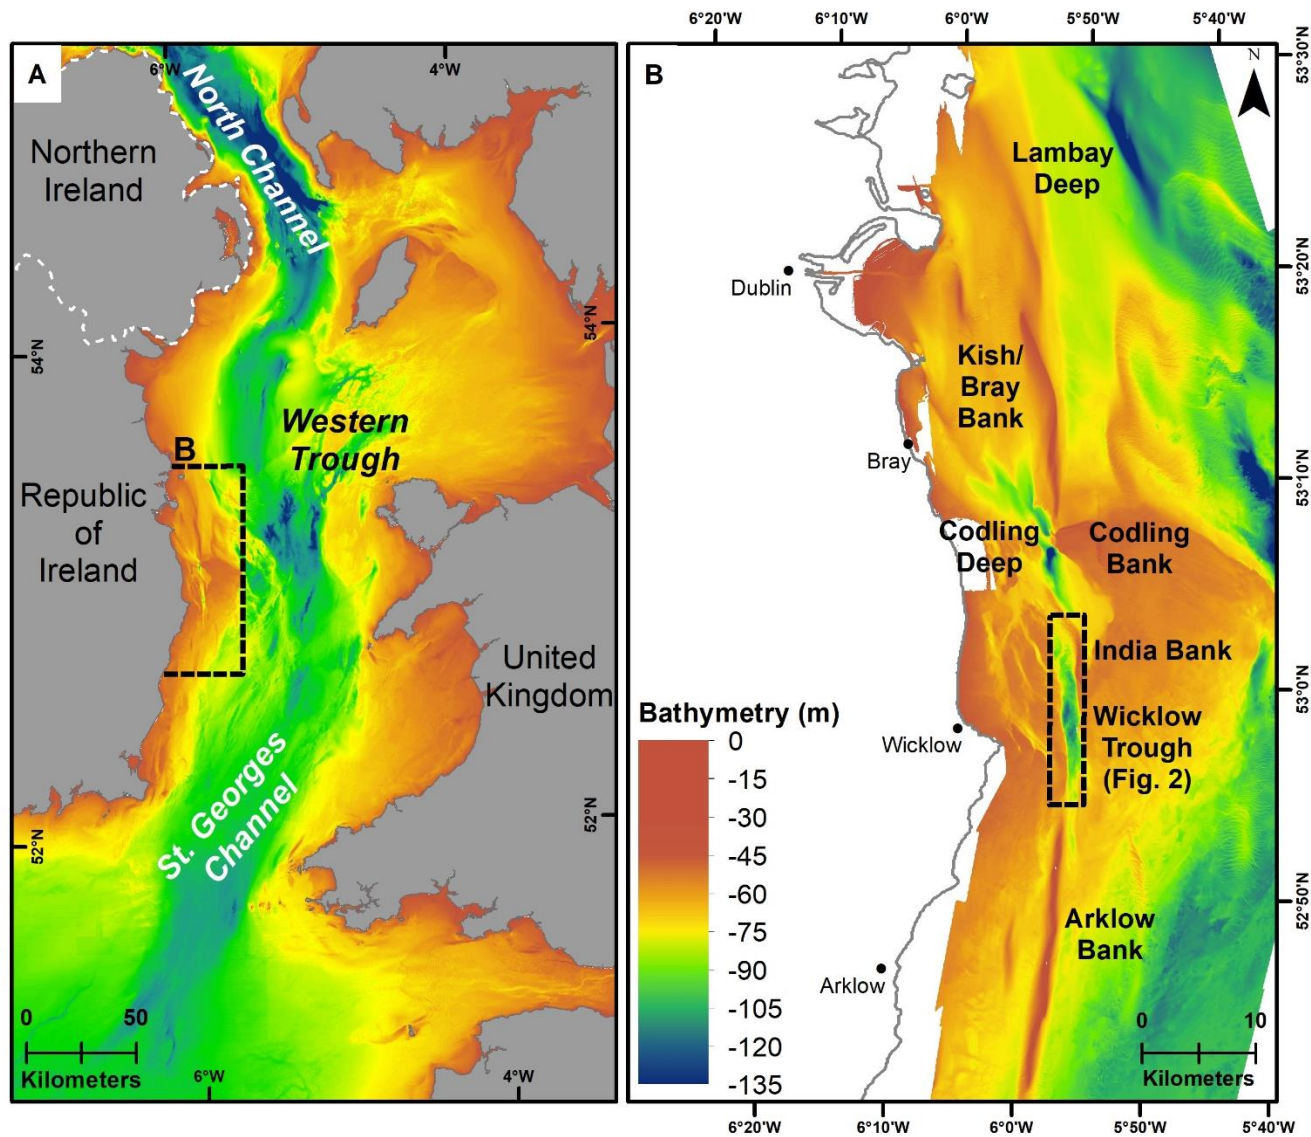 A
6°W
4°W
North Channel
Northern
Ireland
54°N
54°N
Western
Trough
B
Republic
of
Ireland
United
Kingdom
St. Georges
Channel
52°N
52°N
0 50
Kilometers
6°W
4°W
6°20'W 6°10'W 6°0'W 5°50'W 5°40'W
B
N
53°30'N
Lambay
Deep
Dublin
53°20'N
Kish/
Bray
Bank
Bray
53°10'N
Codling
Deep
Codling
Bank
India Bank
53°0'N
Wicklow
Trough
(Fig. 2)
Wicklow
Bathymetry (m)
0
-15
-30
-45
-60
-75
-90
-105
-120
-135
52°50'N
Arklow
Bank
Arklow
0 10
Kilometers
6°20'W 6°10'W 6°0'W 5°50'W 5°40'W